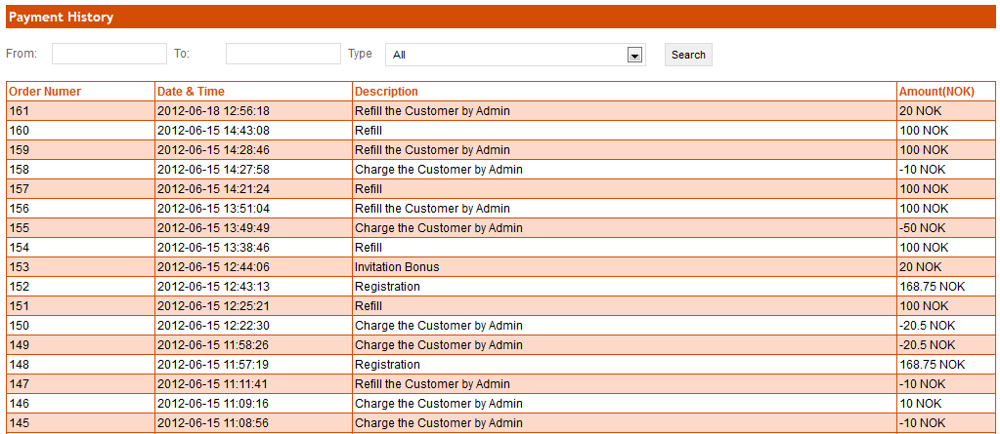 Payment History
From: To: Type All Search
Order Numer Date & Time Description Amount(NOK)
161 2012-06-18 12:56:18 Refill the Customer by Admin 20 NOK
160 2012-06-15 14:43:08 Refill 100 NOK
159 2012-06-15 14:28:46 Refill the Customer by Admin 100 NOK
158 2012-06-15 14:27:58 Charge the Customer by Admin -10 NOK
157 2012-06-15 14:21:24 Refill 100 NOK
156 2012-06-15 13:51:04 Refill the Customer by Admin 100 NOK
155 2012-06-15 13:49:49 Charge the Customer by Admin -50 NOK
154 2012-06-15 13:38:46 Refill 100 NOK
153 2012-06-15 12:44:06 Invitation Bonus 20 NOK
152 2012-06-15 12:43:13 Registration 168.75 NOK
151 2012-06-15 12:25:21 Refill 100 NOK
150 2012-06-15 12:22:30 Charge the Customer by Admin -20.5 NOK
149 2012-06-15 11:58:26 Charge the Customer by Admin -20.5 NOK
148 2012-06-15 11:57:19 Registration 168.75 NOK
147 2012-06-15 11:11:41 Refill the Customer by Admin -10 NOK
146 2012-06-15 11:09:16 Charge the Customer by Admin 10 NOK
145 2012-06-15 11:08:56 Charge the Customer by Admin -10 NOK